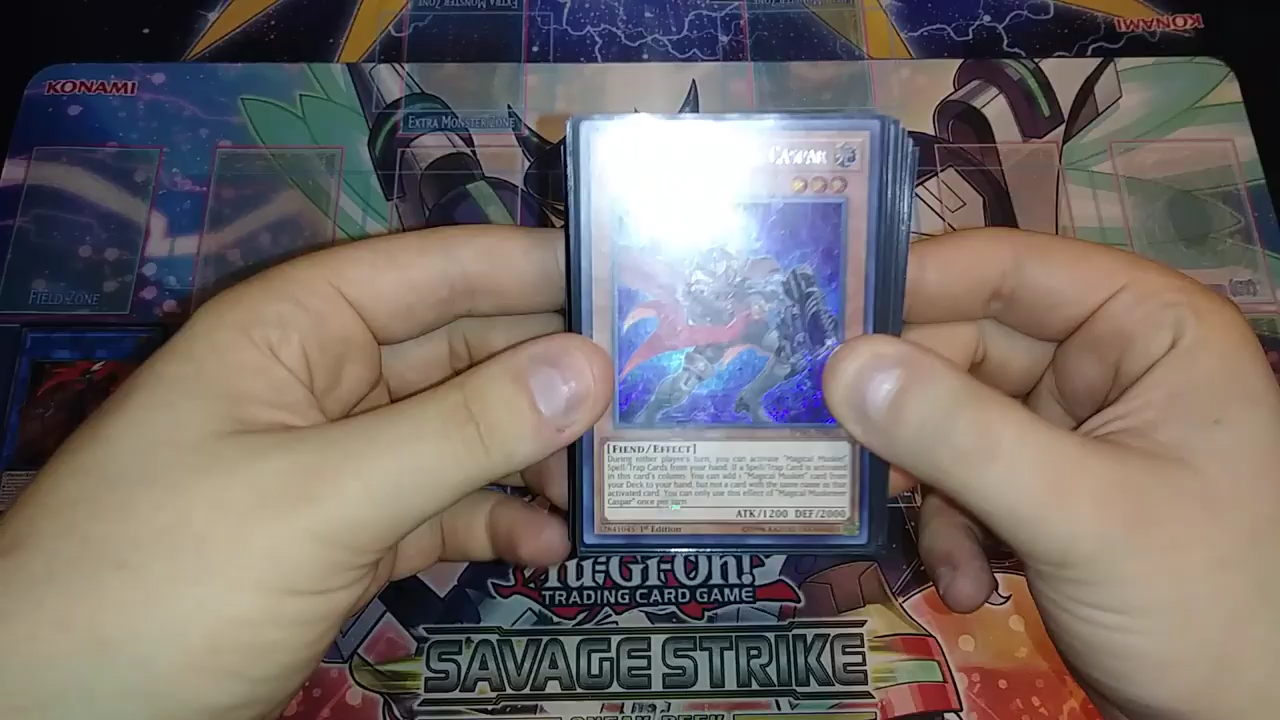 KONAMI
KONAMI
EXTRA MONSTER ZONE
FIELD ZONE
CASPAR
[FIEND/EFFECT]
During either player's turn, you can activate "Magical Musket"
Spell/Trap Cards from your hand. If a Spell/Trap Card is activated
in this card's column: You can add 1 "Magical Musket" card from
your Deck to your hand, but not a card with the same name as that
activated card. You can only use this effect of "Magical Musketeer
Caspar" once per turn.
ATK/1200 DEF/2000
1st Edition
YU-GI-OH!
TRADING CARD GAME
SAVAGE STRIKE